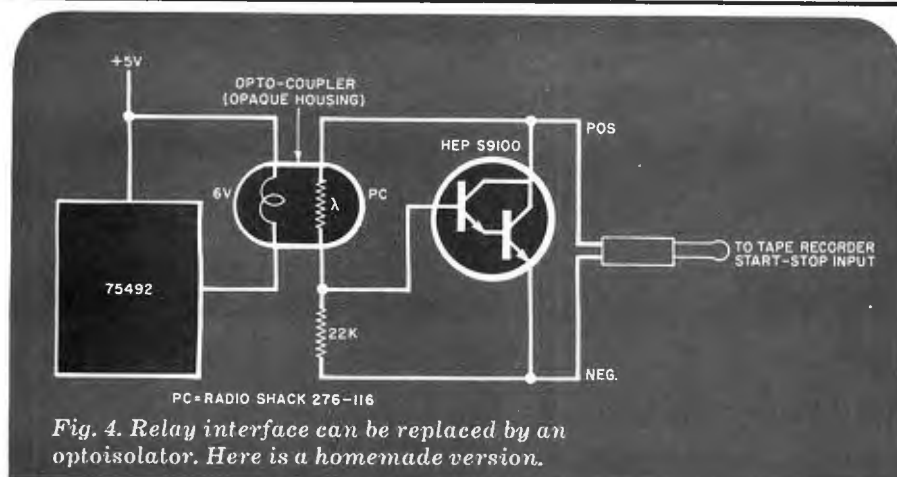 +5V
OPTO-COUPLER
(OPAQUE HOUSING)
HEP S9100
POS
6V
λ
PC
TO TAPE RECORDER
START-STOP INPUT
75492
22K
NEG.
PC=RADIO SHACK 276-116
Fig. 4. Relay interface can be replaced by an
optoisolator. Here is a homemade version.